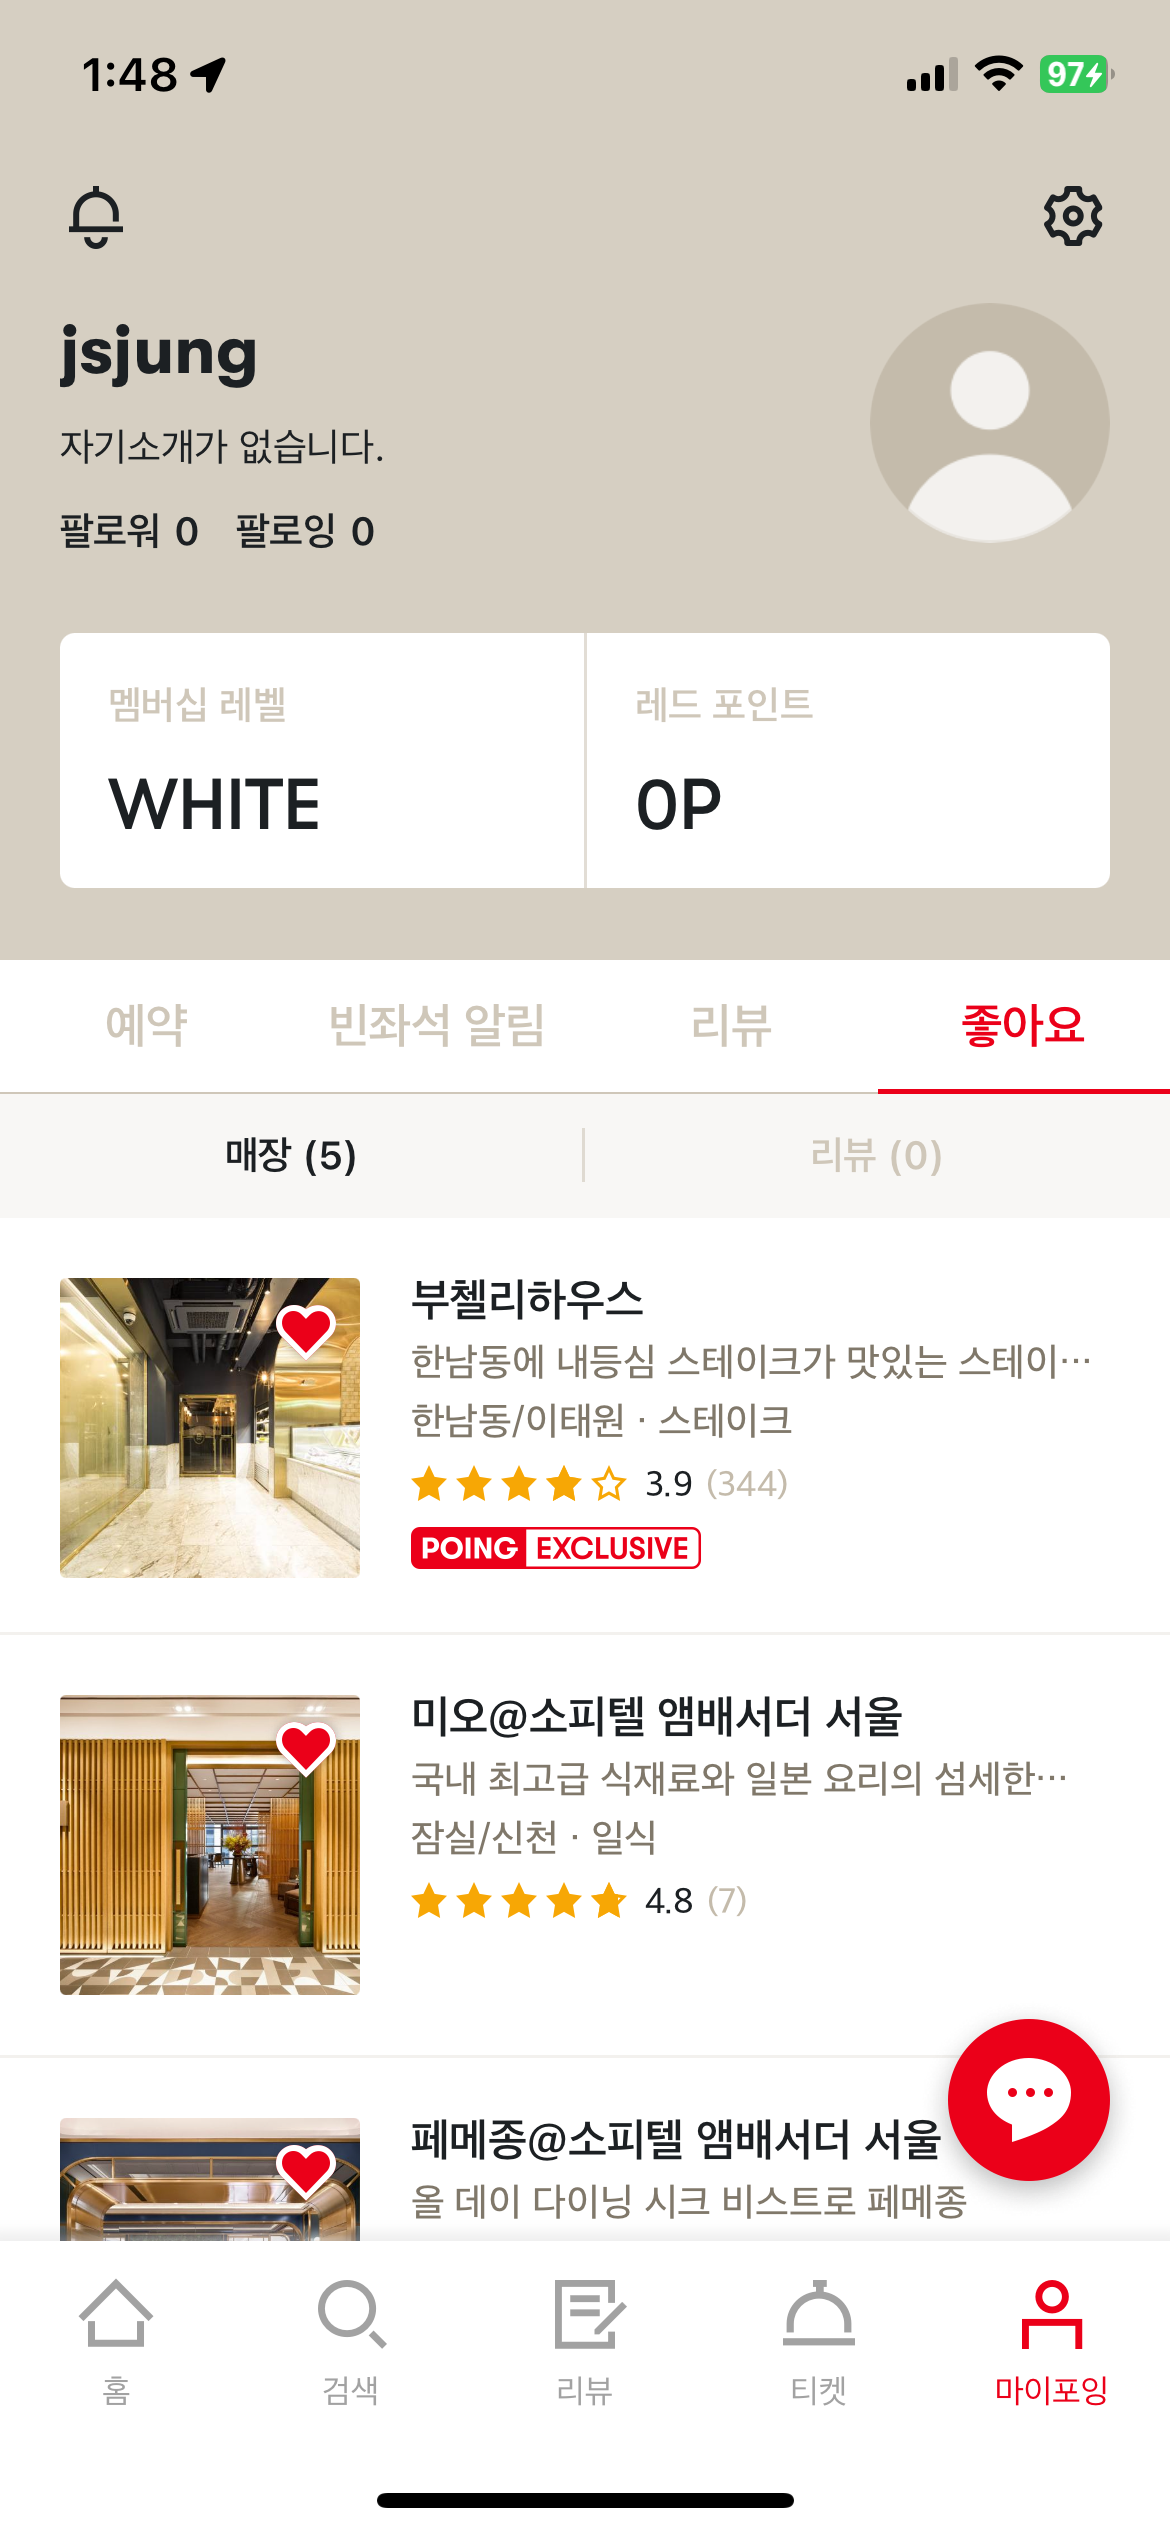 1:48
97
jsjung
자기소개가 없습니다.
팔로워 0 팔로잉 0
멤버십 레벨
레드 포인트
WHITE
0P
예약 빈좌석 알림 리뷰 좋아요
매장 (5)
리뷰 (0)
부첼리하우스
한남동에 내등심 스테이크가 맛있는 스테이···
한남동/이태원 · 스테이크
3.9 (344)
POING EXCLUSIVE
미오@소피텔 앰배서더 서울
국내 최고급 식재료와 일본 요리의 섬세한···
잠실/신천 · 일식
4.8 (7)
페메종@소피텔 앰배서더 서울
올 데이 다이닝 시크 비스트로 페메종
홈 검색 리뷰 티켓 마이포잉